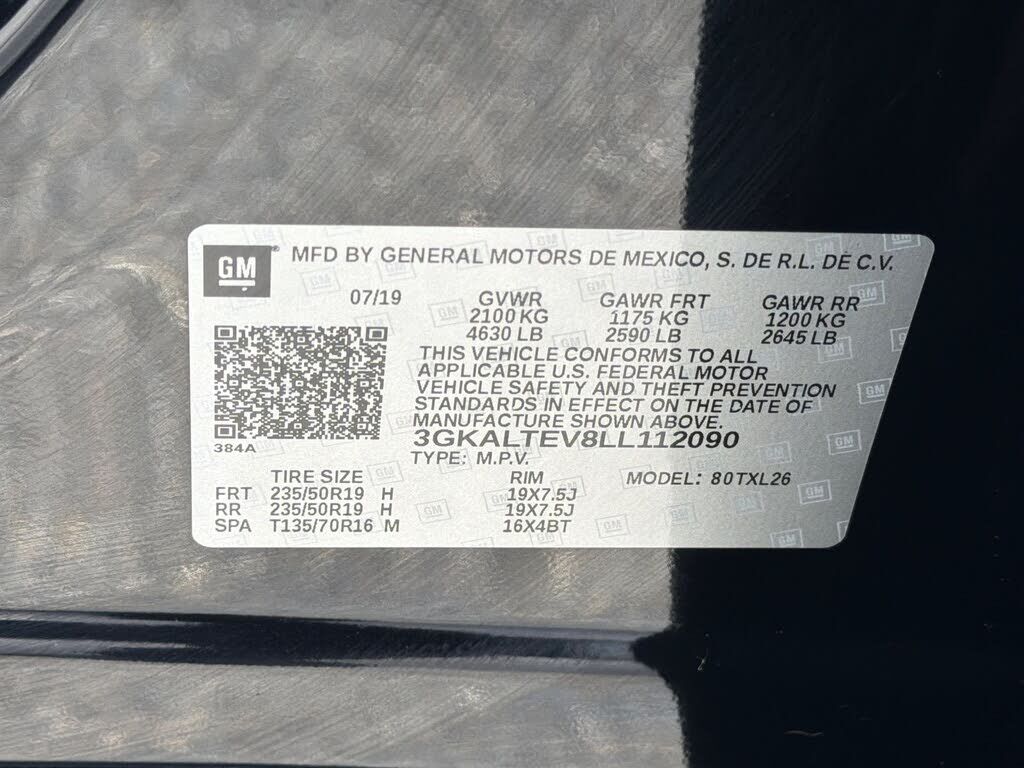 GM
MFD BY GENERAL MOTORS DE MEXICO, S. DE R.L. DE C.V.
07/19 GVWR GAWR FRT GAWR RR
2100 KG 1175 KG 1200 KG
4630 LB 2590 LB 2645 LB
THIS VEHICLE CONFORMS TO ALL
APPLICABLE U.S. FEDERAL MOTOR
VEHICLE SAFETY AND THEFT PREVENTION
STANDARDS IN EFFECT ON THE DATE OF
MANUFACTURE SHOWN ABOVE.
3GKALTEV8LL112090
384A
TYPE: M.P.V.
TIRE SIZE RIM MODEL: 80TXL26
FRT 235/50R19 H 19X7.5J
RR 235/50R19 H 19X7.5J
SPA T135/70R16 M 16X4BT